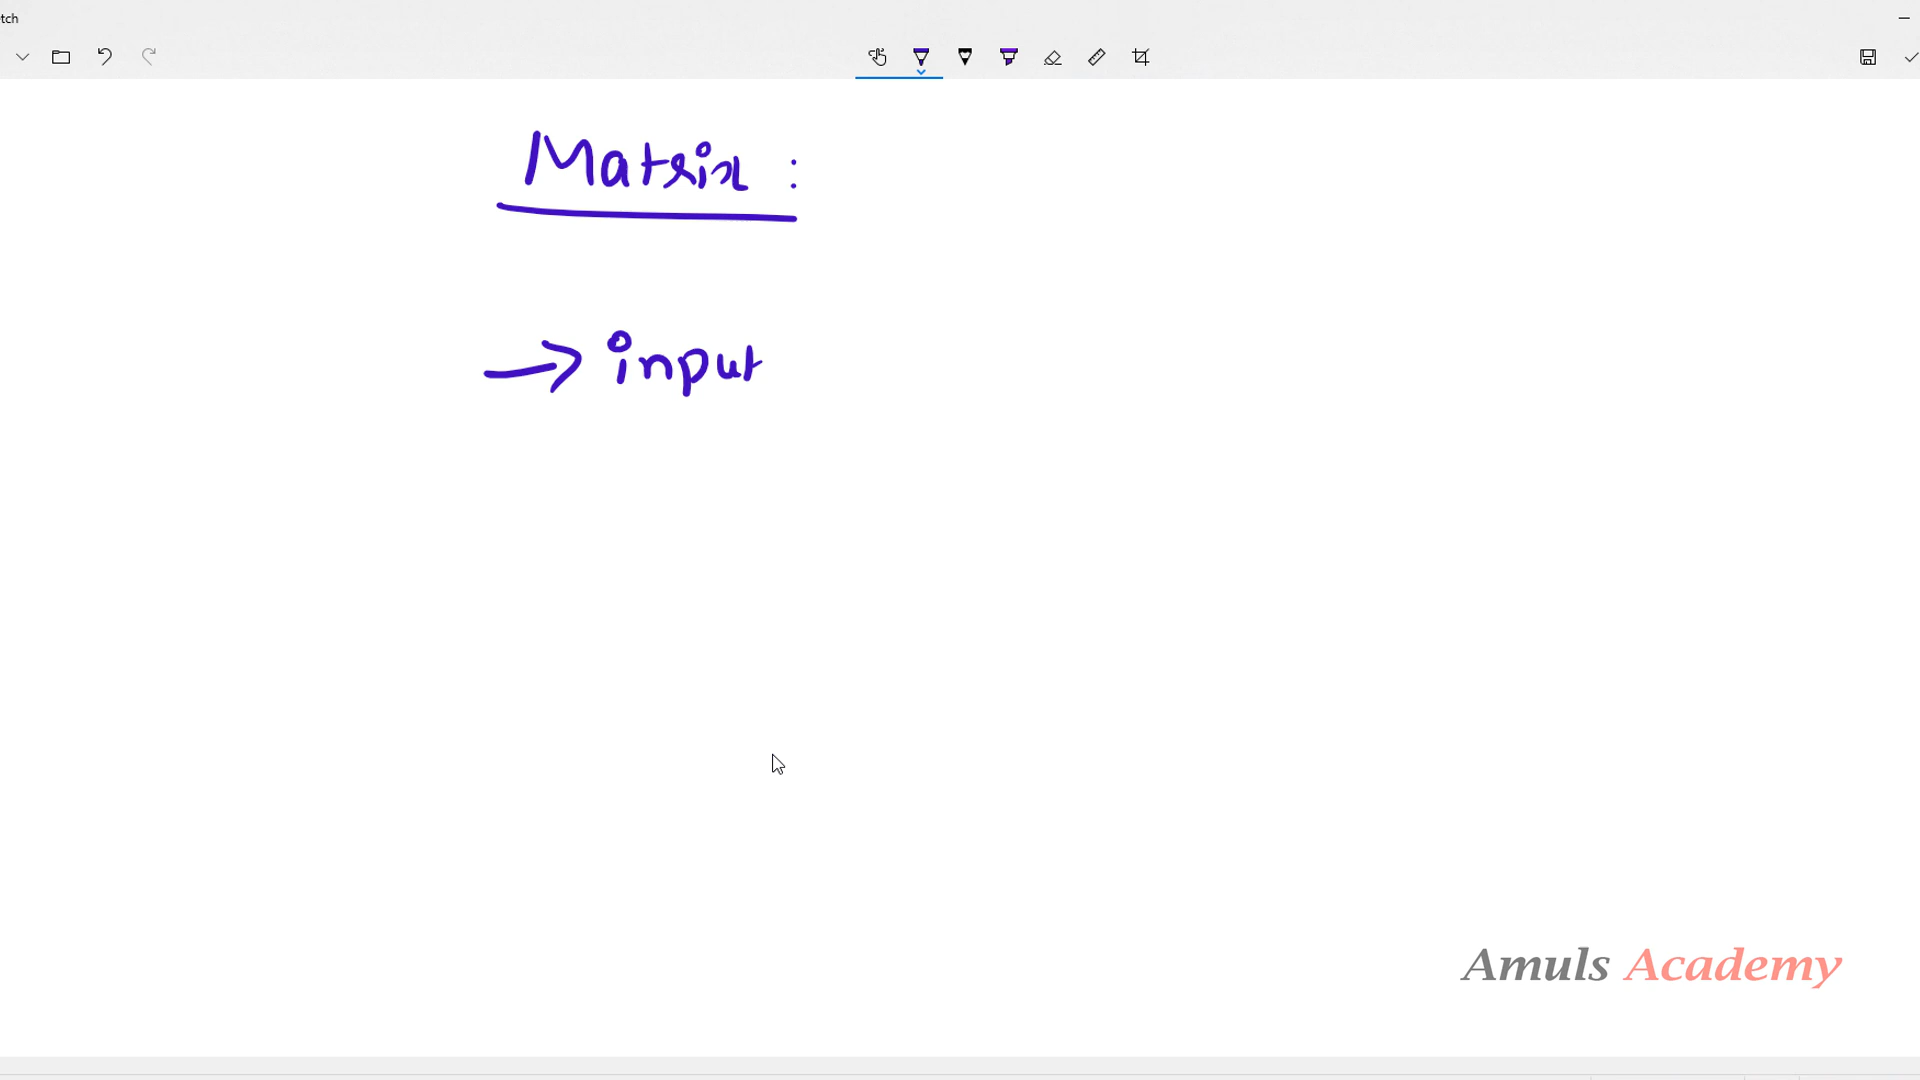 tch
Matrix :
→ input
Amuls Academy